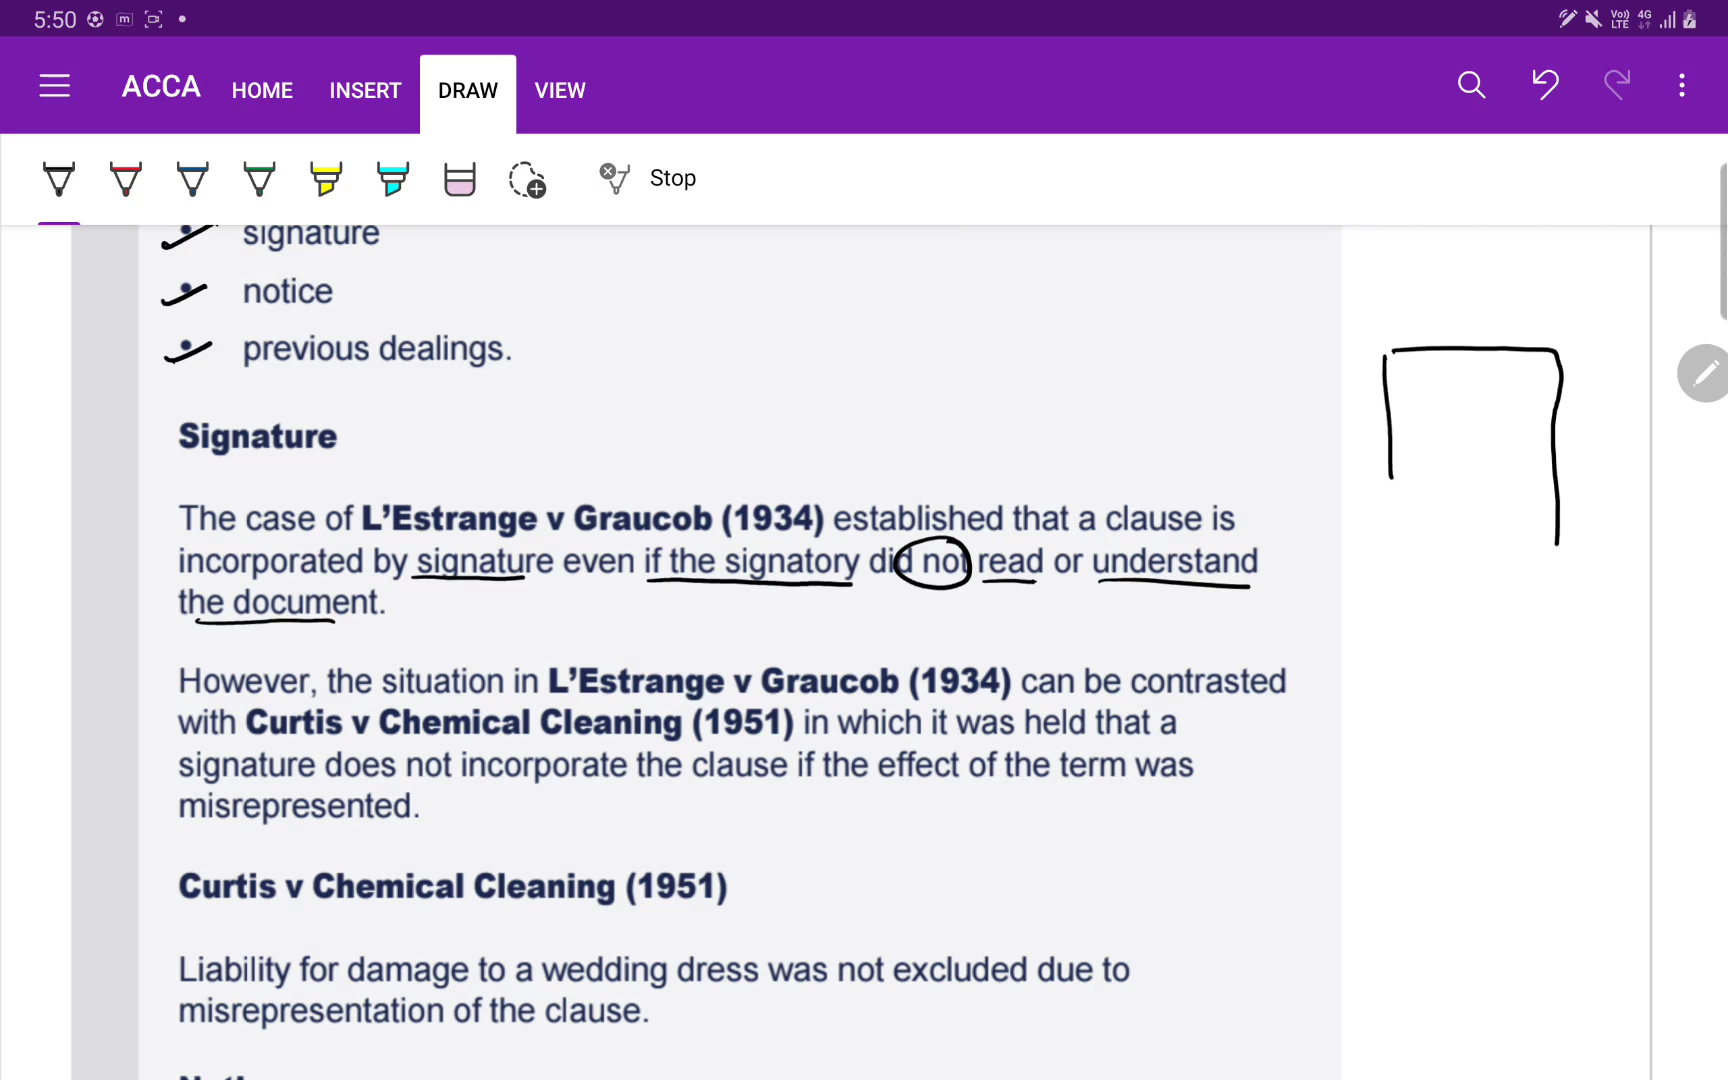 5:50
Vo)) LTE 4G
ACCA HOME INSERT DRAW VIEW
Stop
signature
notice
previous dealings.
Signature
The case of L’Estrange v Graucob (1934) established that a clause is
incorporated by signature even if the signatory did not read or understand
the document.
However, the situation in L’Estrange v Graucob (1934) can be contrasted
with Curtis v Chemical Cleaning (1951) in which it was held that a
signature does not incorporate the clause if the effect of the term was
misrepresented.
Curtis v Chemical Cleaning (1951)
Liability for damage to a wedding dress was not excluded due to
misrepresentation of the clause.